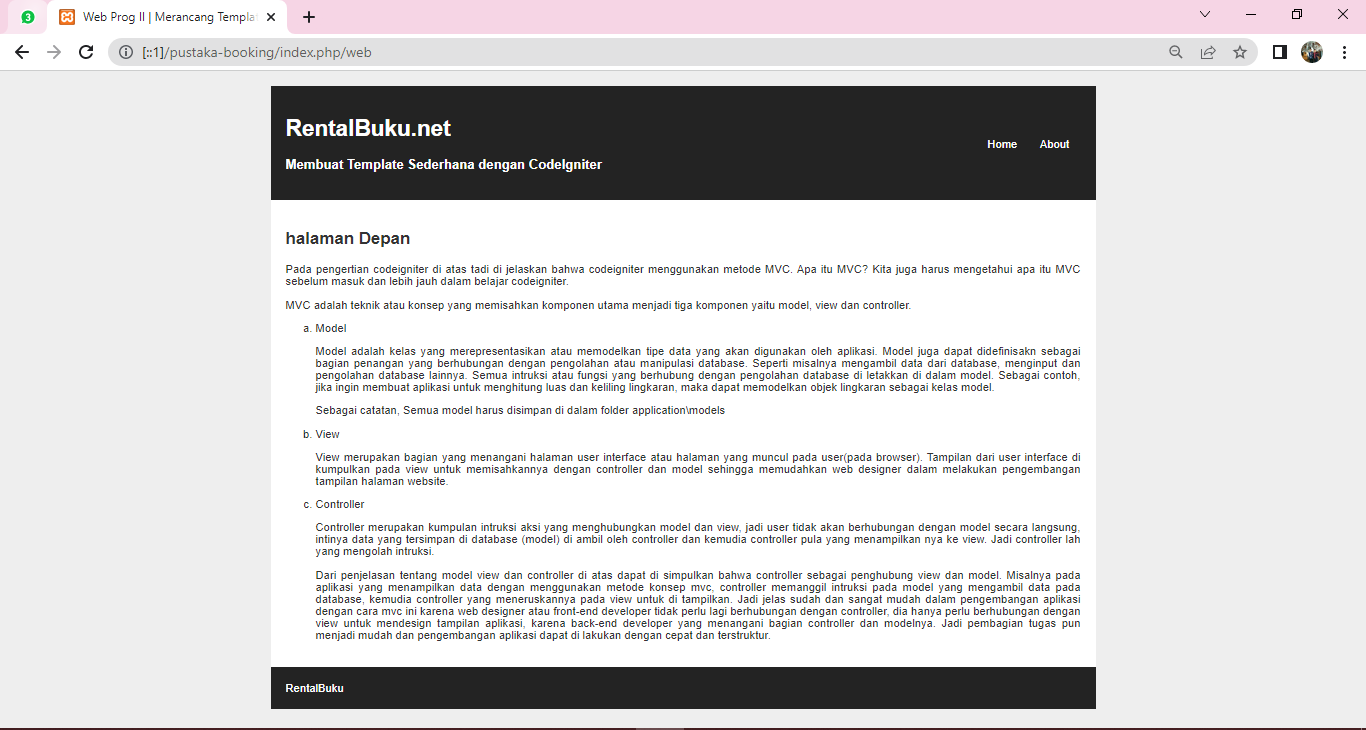 3
Web Prog II | Merancang Templa
[::1]/pustaka-booking/index.php/web
RentalBuku.net
Membuat Template Sederhana dengan CodeIgniter
Home About
halaman Depan
Pada pengertian codeigniter di atas tadi di jelaskan bahwa codeigniter menggunakan metode MVC. Apa itu MVC? Kita juga harus mengetahui apa itu MVC
sebelum masuk dan lebih jauh dalam belajar codeigniter.
MVC adalah teknik atau konsep yang memisahkan komponen utama menjadi tiga komponen yaitu model, view dan controller.
a. Model
Model adalah kelas yang merepresentasikan atau memodelkan tipe data yang akan digunakan oleh aplikasi. Model juga dapat didefinisakn sebagai
bagian penangan yang berhubungan dengan pengolahan atau manipulasi database. Seperti misalnya mengambil data dari database, menginput dan
pengolahan database lainnya. Semua intruksi atau fungsi yang berhubung dengan pengolahan database di letakkan di dalam model. Sebagai contoh,
jika ingin membuat aplikasi untuk menghitung luas dan keliling lingkaran, maka dapat memodelkan objek lingkaran sebagai kelas model.
Sebagai catatan, Semua model harus disimpan di dalam folder application\models
b. View
View merupakan bagian yang menangani halaman user interface atau halaman yang muncul pada user(pada browser). Tampilan dari user interface di
kumpulkan pada view untuk memisahkannya dengan controller dan model sehingga memudahkan web designer dalam melakukan pengembangan
tampilan halaman website.
c. Controller
Controller merupakan kumpulan intruksi aksi yang menghubungkan model dan view, jadi user tidak akan berhubungan dengan model secara langsung,
intinya data yang tersimpan di database (model) di ambil oleh controller dan kemudia controller pula yang menampilkan nya ke view. Jadi controller lah
yang mengolah intruksi.
Dari penjelasan tentang model view dan controller di atas dapat di simpulkan bahwa controller sebagai penghubung view dan model. Misalnya pada
aplikasi yang menampilkan data dengan menggunakan metode konsep mvc, controller memanggil intruksi pada model yang mengambil data pada
database, kemudia controller yang meneruskannya pada view untuk di tampilkan. Jadi jelas sudah dan sangat mudah dalam pengembangan aplikasi
dengan cara mvc ini karena web designer atau front-end developer tidak perlu lagi berhubungan dengan controller, dia hanya perlu berhubungan dengan
view untuk mendesign tampilan aplikasi, karena back-end developer yang menangani bagian controller dan modelnya. Jadi pembagian tugas pun
menjadi mudah dan pengembangan aplikasi dapat di lakukan dengan cepat dan terstruktur.
RentalBuku